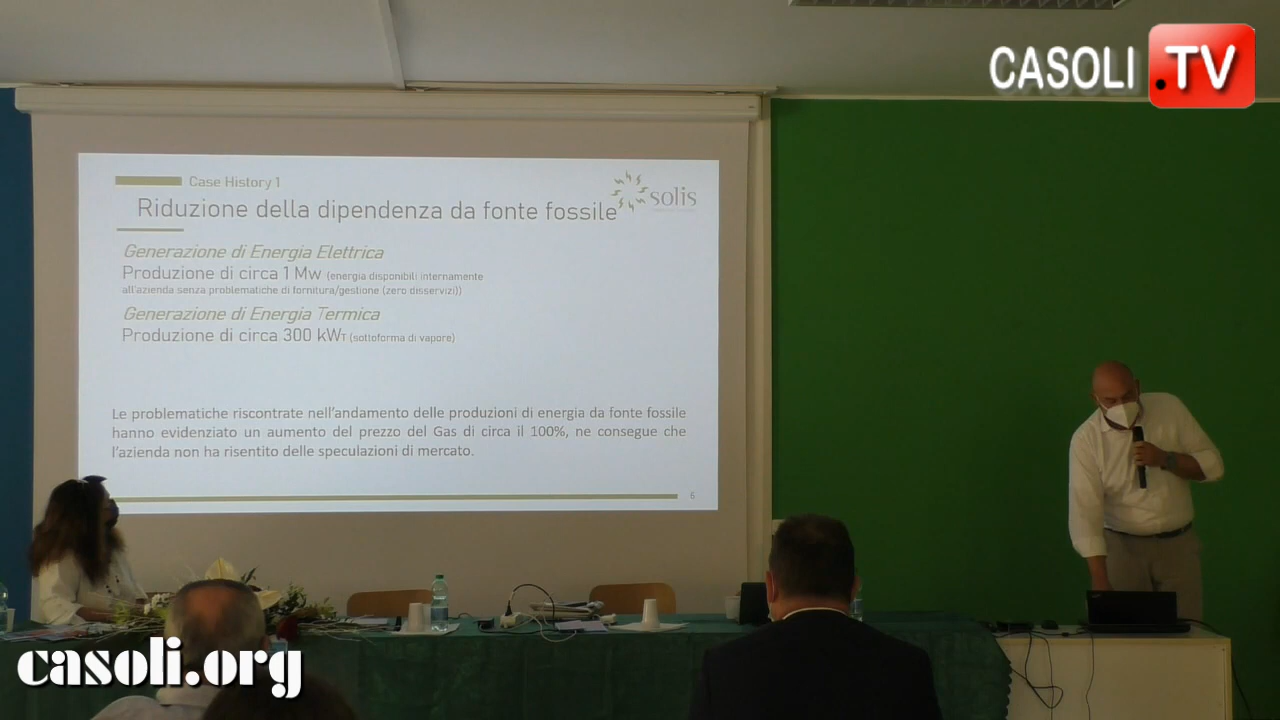 CASOLI .TV
Case History 1
Riduzione della dipendenza da fonte fossile
solis
Generazione di Energia Elettrica
Produzione di circa 1 Mw (energia disponibili internamente
all'azienda senza problematiche di fornitura/gestione (zero disservizi))
Generazione di Energia Termica
Produzione di circa 300 kWT (sottoforma di vapore)
Le problematiche riscontrate nell'andamento delle produzioni di energia da fonte fossile
hanno evidenziato un aumento del prezzo del Gas di circa il 100%, ne consegue che
l'azienda non ha risentito delle speculazioni di mercato.
6
casoli.org